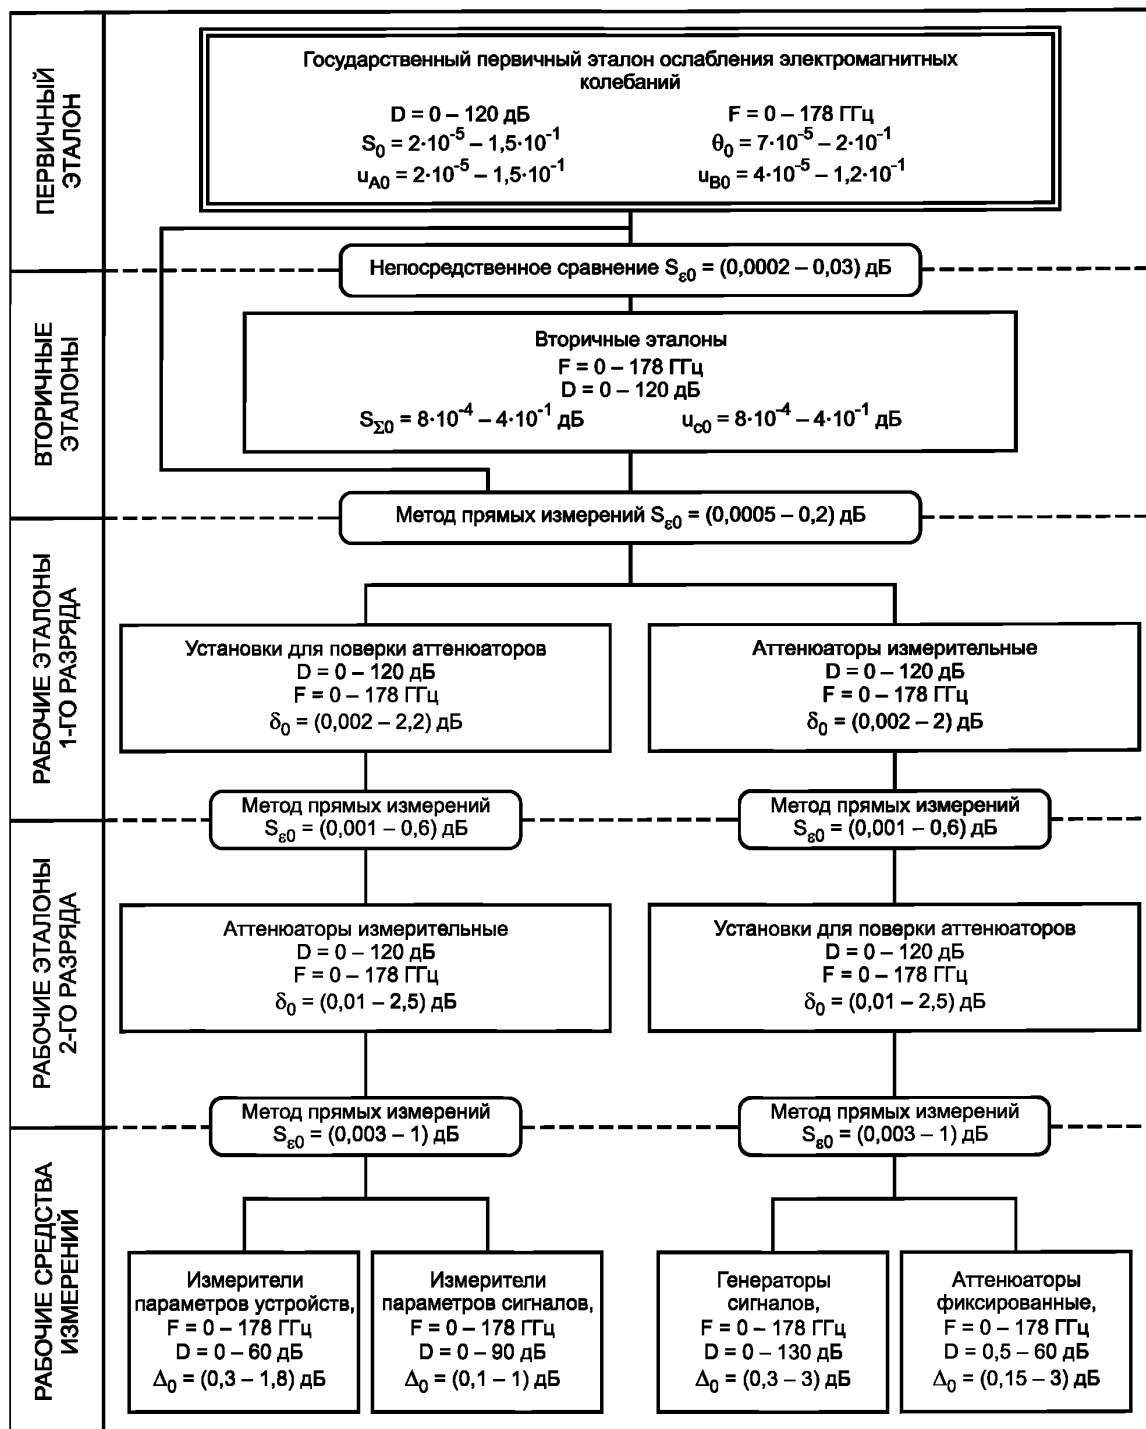 ПЕРВИЧНЫЙ
ЭТАЛОН
Государственный первичный эталон ослабления электромагнитных
колебаний
D = 0 – 120 дБ
F = 0 – 178 ГГц
S₀ = 2·10⁻⁵ – 1,5·10⁻¹
θ₀ = 7·10⁻⁵ – 2·10⁻¹
u_A0 = 2·10⁻⁵ – 1,5·10⁻¹
u_B0 = 4·10⁻⁵ – 1,2·10⁻¹
Непосредственное сравнение S_ε0 = (0,0002 – 0,03) дБ
ВТОРИЧНЫЕ
ЭТАЛОНЫ
Вторичные эталоны
F = 0 – 178 ГГц
D = 0 – 120 дБ
S_Σ0 = 8·10⁻⁴ – 4·10⁻¹ дБ
u_c0 = 8·10⁻⁴ – 4·10⁻¹ дБ
Метод прямых измерений S_ε0 = (0,0005 – 0,2) дБ
РАБОЧИЕ ЭТАЛОНЫ
1-ГО РАЗРЯДА
Установки для поверки аттенюаторов
D = 0 – 120 дБ
F = 0 – 178 ГГц
δ₀ = (0,002 – 2,2) дБ
Аттенюаторы измерительные
D = 0 – 120 дБ
F = 0 – 178 ГГц
δ₀ = (0,002 – 2) дБ
Метод прямых измерений
S_ε0 = (0,001 – 0,6) дБ
Метод прямых измерений
S_ε0 = (0,001 – 0,6) дБ
РАБОЧИЕ ЭТАЛОНЫ
2-ГО РАЗРЯДА
Аттенюаторы измерительные
D = 0 – 120 дБ
F = 0 – 178 ГГц
δ₀ = (0,01 – 2,5) дБ
Установки для поверки аттенюаторов
D = 0 – 120 дБ
F = 0 – 178 ГГц
δ₀ = (0,01 – 2,5) дБ
Метод прямых измерений
S_ε0 = (0,003 – 1) дБ
Метод прямых измерений
S_ε0 = (0,003 – 1) дБ
РАБОЧИЕ СРЕДСТВА
ИЗМЕРЕНИЙ
Измерители
параметров устройств,
F = 0 – 178 ГГц
D = 0 – 60 дБ
Δ₀ = (0,3 – 1,8) дБ
Измерители
параметров сигналов,
F = 0 – 178 ГГц
D = 0 – 90 дБ
Δ₀ = (0,1 – 1) дБ
Генераторы
сигналов,
F = 0 – 178 ГГц
D = 0 – 130 дБ
Δ₀ = (0,3 – 3) дБ
Аттенюаторы
фиксированные,
F = 0 – 178 ГГц
D = 0,5 – 60 дБ
Δ₀ = (0,15 – 3) дБ